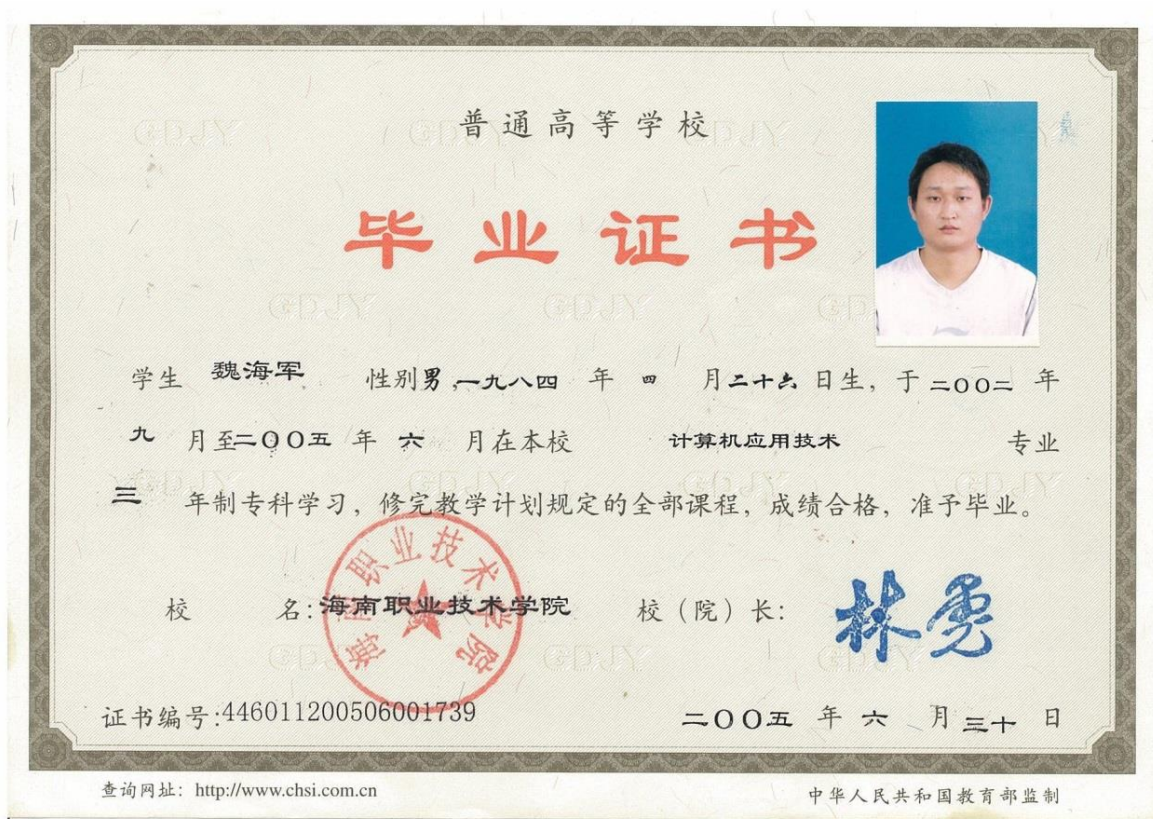 普通高等学校
毕业证书
学生 魏海军 性别男，一九八四 年 四 月二十六日生，于二〇〇二 年
九 月至二〇〇五 年 六 月在本校 计算机应用技术 专业
三 年制专科学习，修完教学计划规定的全部课程，成绩合格，准予毕业。
校 名：海南职业技术学院 校（院）长：
海南职业技术学院
证书编号：446011200506001739 二〇〇五 年 六 月三十 日
查询网址：http://www.chsi.com.cn 中华人民共和国教育部监制
GDJY